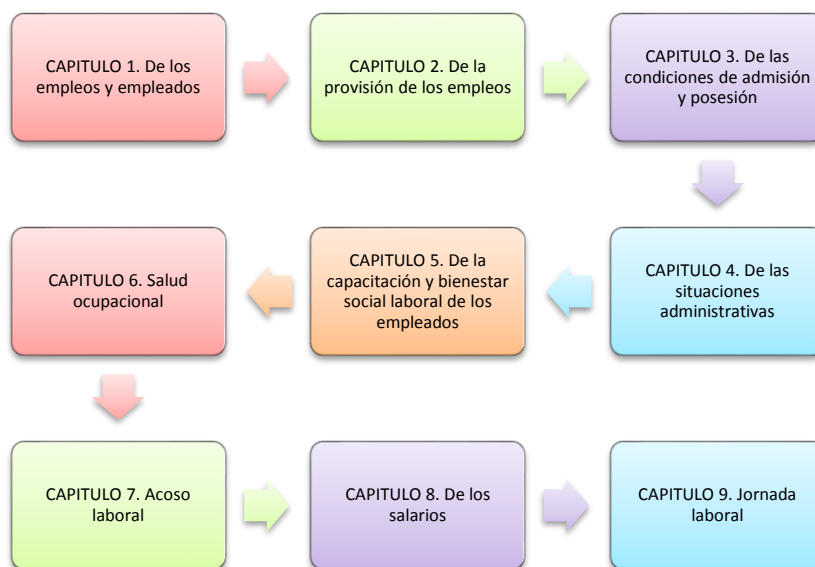 CAPITULO 1. De los
empleos y empleados
CAPITULO 2. De la
provisión de los empleos
CAPITULO 3. De las
condiciones de admisión
y posesión
CAPITULO 4. De las
situaciones
administrativas
CAPITULO 5. De la
capacitación y bienestar
social laboral de los
empleados
CAPITULO 6. Salud
ocupacional
CAPITULO 7. Acoso
laboral
CAPITULO 8. De los
salarios
CAPITULO 9. Jornada
laboral